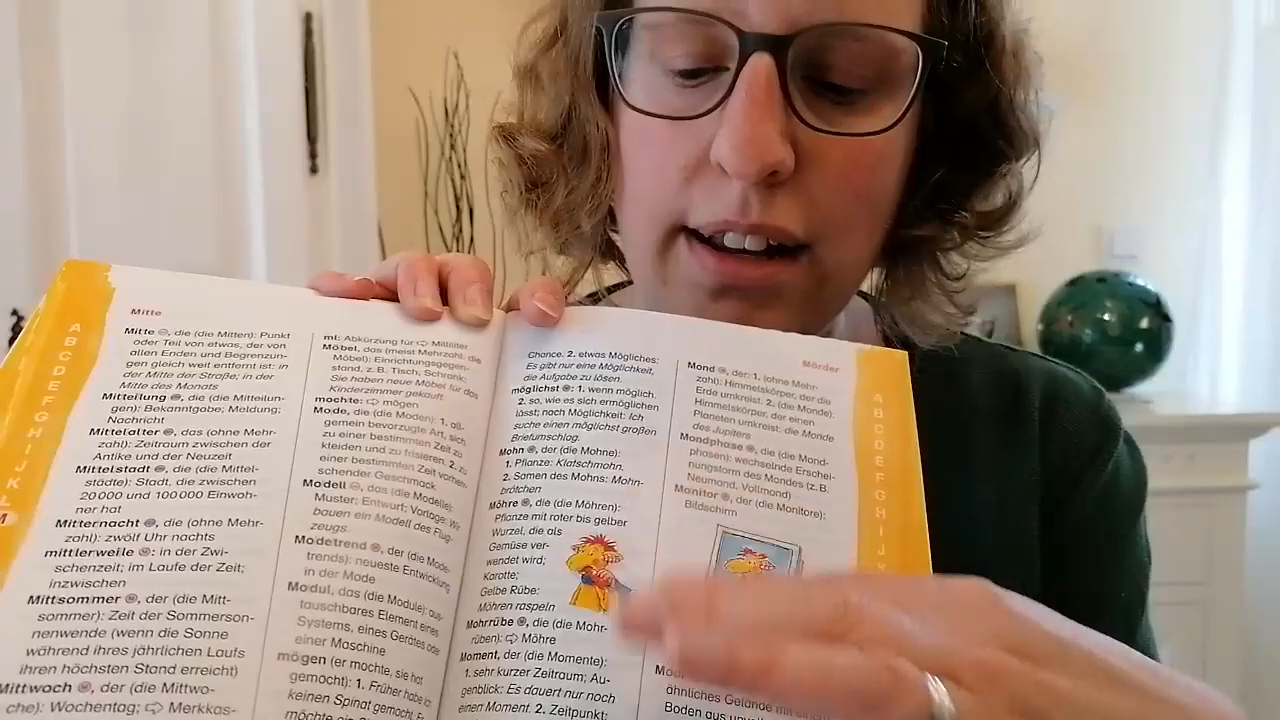 Mitte
A
B
C
D
E
F
G
H
I
J
K
L
M
Mitte, die (die Mitten): Punkt
oder Teil von etwas, der von
allen Enden und Begrenzun-
gen gleich weit entfernt ist: in
der Mitte der Straße; in der
Mitte des Monats
Mitteilung, die (die Mitteilun-
gen): Bekanntgabe; Meldung;
Nachricht
Mittelalter, das (ohne Mehr-
zahl): Zeitraum zwischen der
Antike und der Neuzeit
Mittelstadt, die (die Mittel-
städte): Stadt, die zwischen
20 000 und 100 000 Einwoh-
ner hat
Mitternacht, die (ohne Mehr-
zahl): zwölf Uhr nachts
mittlerweile: in der Zwi-
schenzeit; im Laufe der Zeit;
inzwischen
Mittsommer, der (die Mitt-
sommer): Zeit der Sommerson-
nenwende (wenn die Sonne
während ihres jährlichen Laufs
ihren höchsten Stand erreicht)
Mittwoch, der (die Mittwo-
che): Wochentag; ⇨ Merkkas-
ml: Abkürzung für ⇨ Milliliter
Möbel, das (meist Mehrzahl: die
Möbel): Einrichtungsgegen-
stand, z. B. Tisch, Schrank:
Sie haben neue Möbel für das
Kinderzimmer gekauft
mochte: ⇨ mögen
Mode, die (die Moden): 1. all-
gemein bevorzugte Art, sich
zu einer bestimmten Zeit zu
kleiden und zu frisieren. 2. zu
einer bestimmten Zeit vorherr-
schender Geschmack
Modell, das (die Modelle):
Muster; Entwurf; Vorlage: Wir
bauen ein Modell des Flug-
zeugs.
Modetrend, der (die Mode-
trends): neueste Entwicklung
in der Mode
Modul, das (die Module): aus-
tauschbares Element eines
Systems, eines Gerätes oder
einer Maschine
mögen (er mochte, sie hat
gemocht): 1. Früher habe ich
keinen Spinat gemocht.
möchte
Chance. 2. etwas Mögliches:
Es gibt nur eine Möglichkeit,
die Aufgabe zu lösen.
möglichst: 1. wenn möglich.
2. so, wie es sich ermöglichen
lässt; nach Möglichkeit: Ich
suche einen möglichst großen
Briefumschlag.
Mohn, der (die Mohne):
1. Pflanze: Klatschmohn.
2. Samen des Mohns: Mohn-
brötchen
Möhre, die (die Möhren):
Pflanze mit roter bis gelber
Wurzel, die als
Gemüse ver-
wendet wird;
Karotte;
Gelbe Rübe:
Möhren raspeln
Mohrrübe, die (die Mohr-
rüben): ⇨ Möhre
Moment, der (die Momente):
1. sehr kurzer Zeitraum; Au-
genblick: Es dauert nur noch
einen Moment. 2. Zeitpunkt:
Mörder
Mond, der: 1. (ohne Mehr-
zahl): Himmelskörper, der die
Erde umkreist. 2. (die Monde):
Himmelskörper, der einen
Planeten umkreist: die Monde
des Jupiters
Mondphase, die (die Mond-
phasen): wechselnde Erschei-
nungsform des Mondes (z. B.
Neumond, Vollmond)
Monitor, der (die Monitore):
Bildschirm
ähnliches Gelände mit einem
Boden aus
A
B
C
D
E
F
G
H
I
J
K